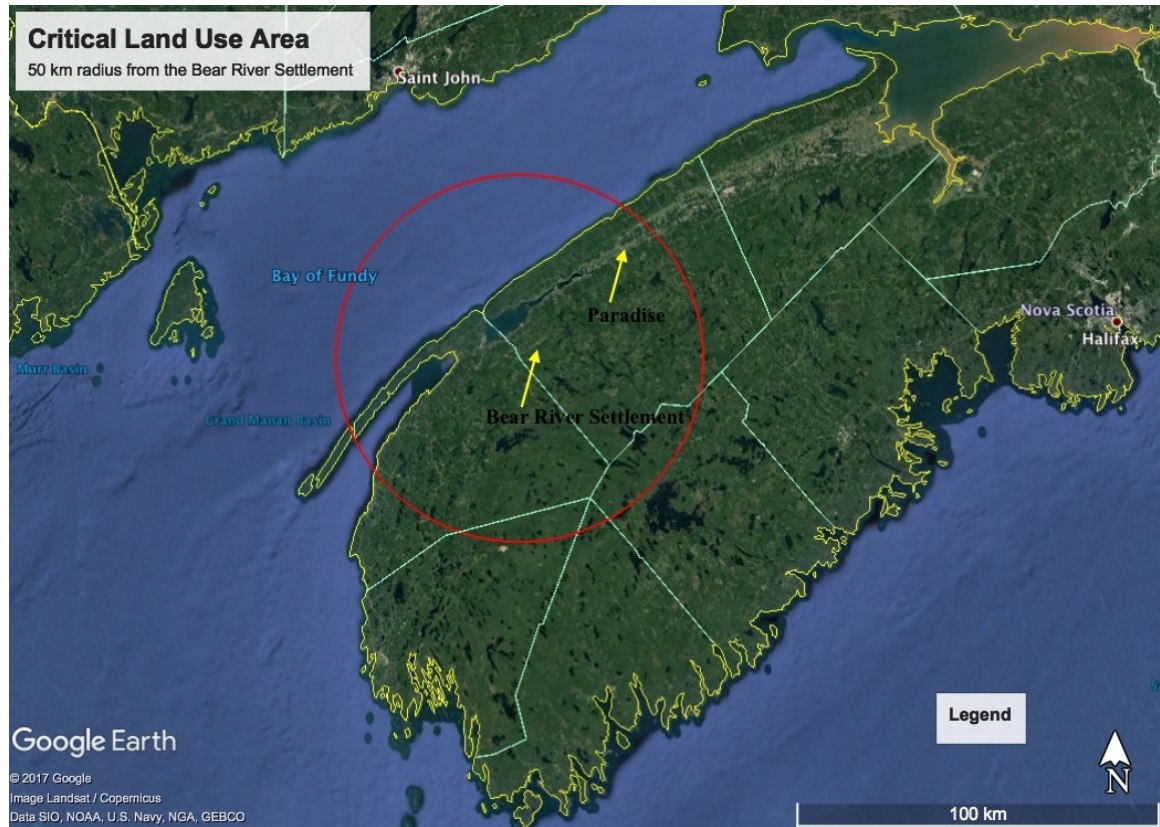 Critical Land Use Area
50 km radius from the Bear River Settlement
Saint John
Bay of Fundy
Paradise
Nova Scotia
Halifax
Murr Basin
Grand Manan Basin
Bear River Settlement
Legend
Google Earth
© 2017 Google
Image Landsat / Copernicus
Data SIO, NOAA, U.S. Navy, NGA, GEBCO
N
100 km